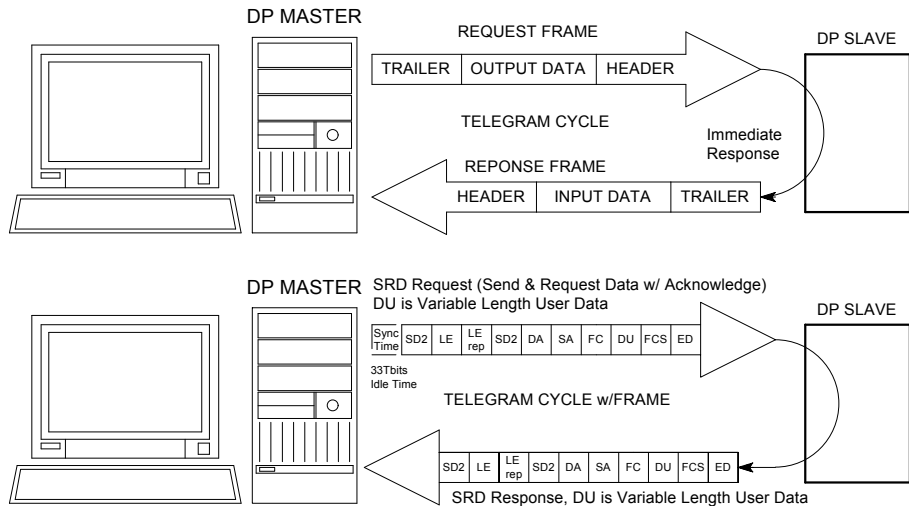 DP MASTER
REQUEST FRAME
DP SLAVE
TRAILER OUTPUT DATA HEADER
TELEGRAM CYCLE
Immediate
Response
REPONSE FRAME
HEADER INPUT DATA TRAILER
DP MASTER
SRD Request (Send & Request Data w/ Acknowledge)
DU is Variable Length User Data
DP SLAVE
Sync
Time
SD2 LE LE rep SD2 DA SA FC DU FCS ED
33Tbits
Idle Time
TELEGRAM CYCLE w/FRAME
SD2 LE LE rep SD2 DA SA FC DU FCS ED
SRD Response, DU is Variable Length User Data